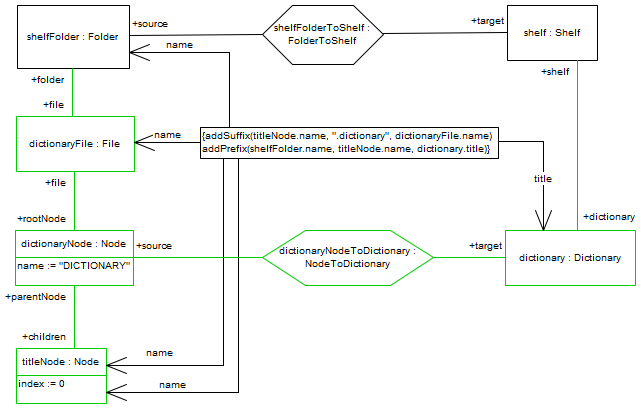 +source
shelfFolderToShelf :
FolderToShelf
+target
shelfFolder : Folder
name
shelf : Shelf
+folder
+shelf
+file
dictionaryFile : File
name
{addSuffix(titleNode.name, ".dictionary", dictionaryFile.name)
addPrefix(shelfFolder.name, titleNode.name, dictionary.title)}
+file
title
+rootNode
+dictionary
dictionaryNode : Node
name := "DICTIONARY"
+source
dictionaryNodeToDictionary :
NodeToDictionary
+target
dictionary : Dictionary
+parentNode
+children
name
titleNode : Node
index := 0
name